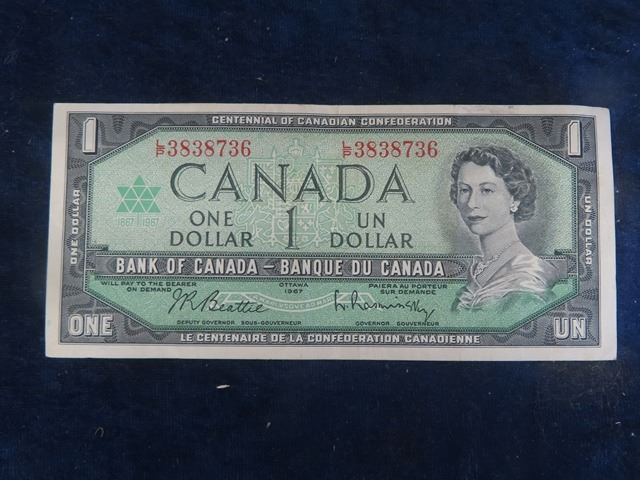 CENTENNIAL OF CANADIAN CONFEDERATION
1 1
L/P 3838736 L/P 3838736
CANADA
1867 1967
ONE 1 UN
DOLLAR DOLLAR
ONE DOLLAR
UN DOLLAR
BANK OF CANADA – BANQUE DU CANADA
WILL PAY TO THE BEARER OTTAWA PAIERA AU PORTEUR
ON DEMAND 1967 SUR DEMANDE
J.R. Beattie L. Rasminsky
DEPUTY GOVERNOR SOUS-GOUVERNEUR GOVERNOR GOUVERNEUR
ONE UN
LE CENTENAIRE DE LA CONFÉDÉRATION CANADIENNE